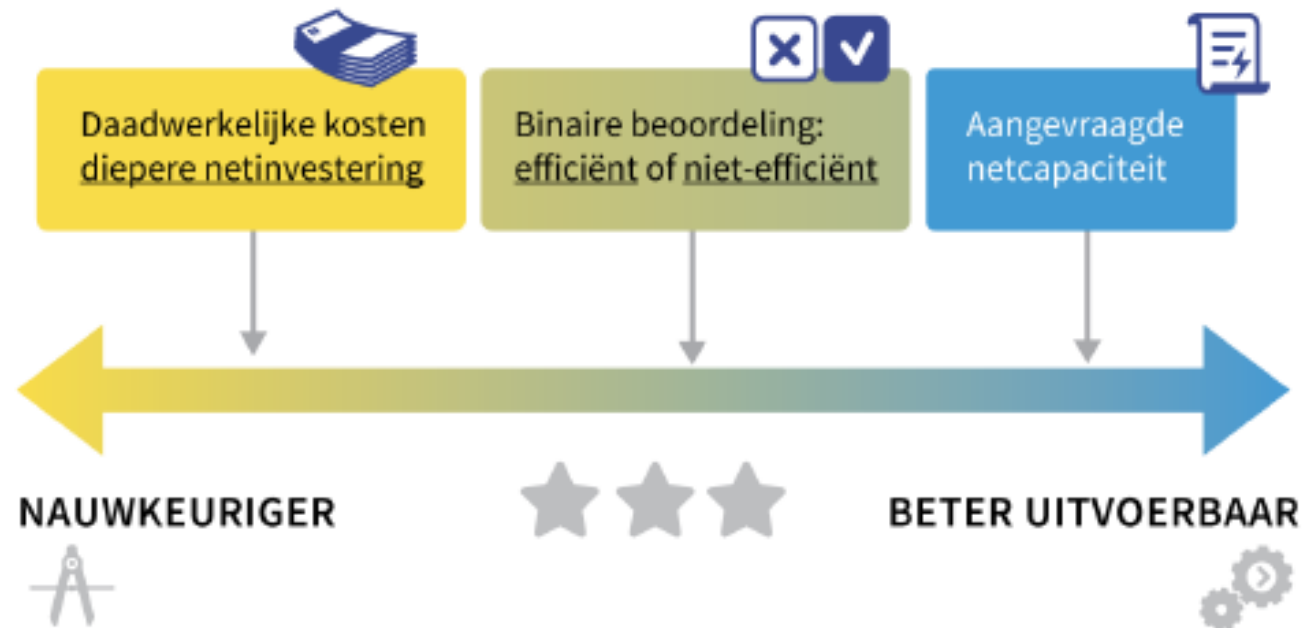 Daadwerkelijke kosten
diepere netinvestering
Binaire beoordeling:
efficiënt of niet-efficiënt
Aangevraagde
netcapaciteit
NAUWKEURIGER
BETER UITVOERBAAR